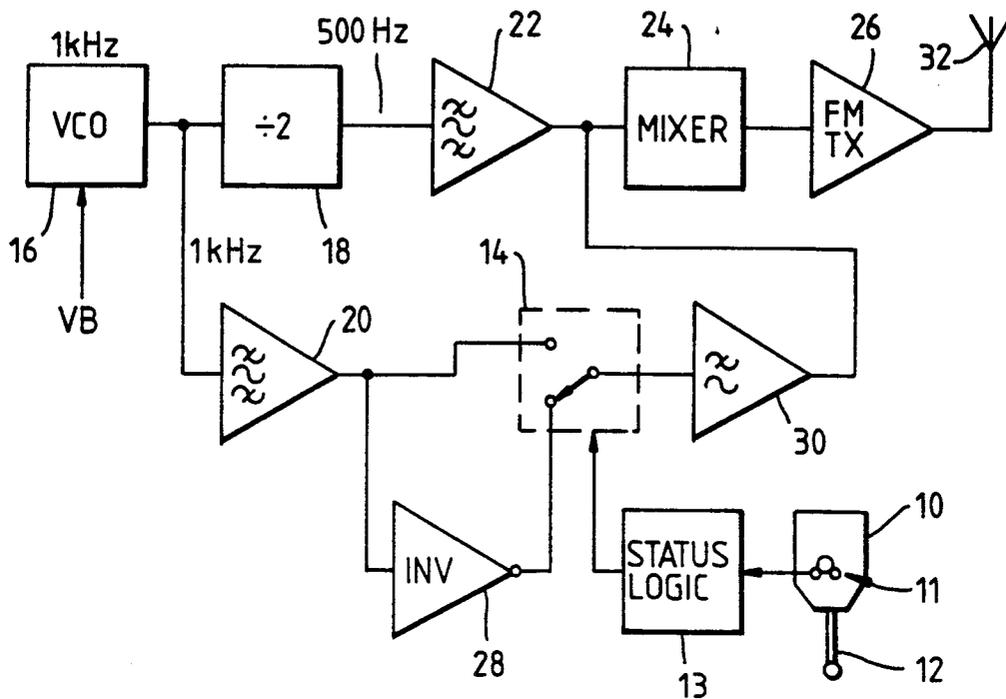 1kHz
500 Hz
22
24
26
32
VCO
÷2
MIXER
FM
TX
16
18
1kHz
VB
20
14
30
INV
28
STATUS
LOGIC
13
10
11
12